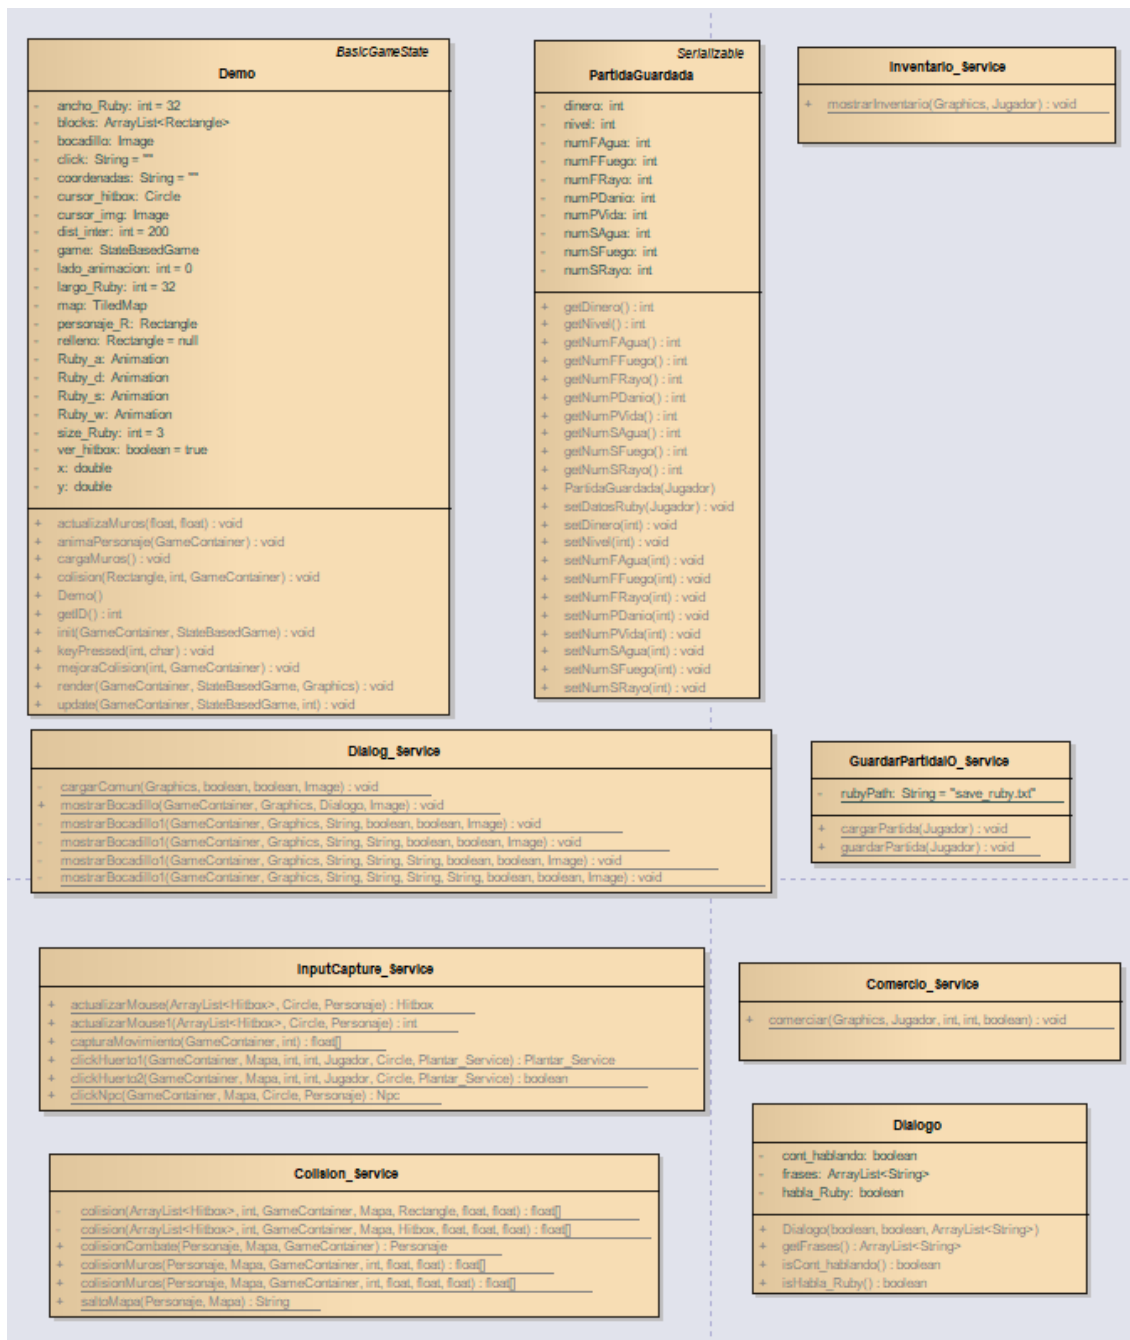 BasicGameState
Demo
- ancho_Ruby: int = 32
- blocks: ArrayList<Rectangle>
- bocadillo: Image
- click: String = ""
- coordenadas: String = ""
- cursor_hitbox: Circle
- cursor_img: Image
- dist_inter: int = 200
- game: StateBasedGame
- lado_animacion: int = 0
- largo_Ruby: int = 32
- map: TiledMap
- personaje_R: Rectangle
- relleno: Rectangle = null
- Ruby_a: Animation
- Ruby_d: Animation
- Ruby_s: Animation
- Ruby_w: Animation
- size_Ruby: int = 3
- ver_hitbox: boolean = true
- x: double
- y: double
+ actualizaMuros(float, float) : void
+ animaPersonaje(GameContainer) : void
+ cargaMuros() : void
+ colision(Rectangle, int, GameContainer) : void
+ Demo()
+ getID() : int
+ init(GameContainer, StateBasedGame) : void
+ keyPressed(int, char) : void
+ mejoraColision(int, GameContainer) : void
+ render(GameContainer, StateBasedGame, Graphics) : void
+ update(GameContainer, StateBasedGame, int) : void
Serializable
PartidaGuardada
- dinero: int
- nivel: int
- numFAgua: int
- numFFuego: int
- numFRayo: int
- numPDanio: int
- numPVida: int
- numSAgua: int
- numSFuego: int
- numSRayo: int
+ getDinero() : int
+ getNivel() : int
+ getNumFAgua() : int
+ getNumFFuego() : int
+ getNumFRayo() : int
+ getNumPDanio() : int
+ getNumPVida() : int
+ getNumSAgua() : int
+ getNumSFuego() : int
+ getNumSRayo() : int
+ PartidaGuardada(Jugador)
+ setDatosRuby(Jugador) : void
+ setDinero(int) : void
+ setNivel(int) : void
+ setNumFAgua(int) : void
+ setNumFFuego(int) : void
+ setNumFRayo(int) : void
+ setNumPDanio(int) : void
+ setNumPVida(int) : void
+ setNumSAgua(int) : void
+ setNumSFuego(int) : void
+ setNumSRayo(int) : void
Inventario_Service
+ mostrarInventario(Graphics, Jugador) : void
Dialog_Service
- cargarComun(Graphics, boolean, boolean, Image) : void
+ mostrarBocadillo(GameContainer, Graphics, Dialogo, Image) : void
- mostrarBocadillo1(GameContainer, Graphics, String, boolean, boolean, Image) : void
- mostrarBocadillo1(GameContainer, Graphics, String, String, boolean, boolean, Image) : void
- mostrarBocadillo1(GameContainer, Graphics, String, String, String, boolean, boolean, Image) : void
- mostrarBocadillo1(GameContainer, Graphics, String, String, String, String, boolean, boolean, Image) : void
GuardarPartidaIO_Service
- rubyPath: String = "save_ruby.txt"
+ cargarPartida(Jugador) : void
+ guardarPartida(Jugador) : void
InputCapture_Service
+ actualizarMouse(ArrayList<Hitbox>, Circle, Personaje) : Hitbox
+ actualizarMouse1(ArrayList<Hitbox>, Circle, Personaje) : int
+ capturaMovimiento(GameContainer, int) : float[]
+ clickHuerto1(GameContainer, Mapa, int, int, Jugador, Circle, Plantar_Service) : Plantar_Service
+ clickHuerto2(GameContainer, Mapa, int, int, Jugador, Circle, Plantar_Service) : boolean
+ clickNpc(GameContainer, Mapa, Circle, Personaje) : Npc
Comercio_Service
+ comerciar(Graphics, Jugador, int, int, boolean) : void
Colision_Service
- colision(ArrayList<Hitbox>, int, GameContainer, Mapa, Rectangle, float, float) : float[]
- colision(ArrayList<Hitbox>, int, GameContainer, Mapa, Hitbox, float, float, float) : float[]
+ colisionCombate(Personaje, Mapa, GameContainer) : Personaje
+ colisionMuros(Personaje, Mapa, GameContainer, int, float, float) : float[]
+ colisionMuros(Personaje, Mapa, GameContainer, int, float, float, float) : float[]
+ saltoMapa(Personaje, Mapa) : String
Dialogo
- cont_hablando: boolean
- frases: ArrayList<String>
- habla_Ruby: boolean
+ Dialogo(boolean, boolean, ArrayList<String>)
+ getFrases() : ArrayList<String>
+ isCont_hablando() : boolean
+ isHabla_Ruby() : boolean